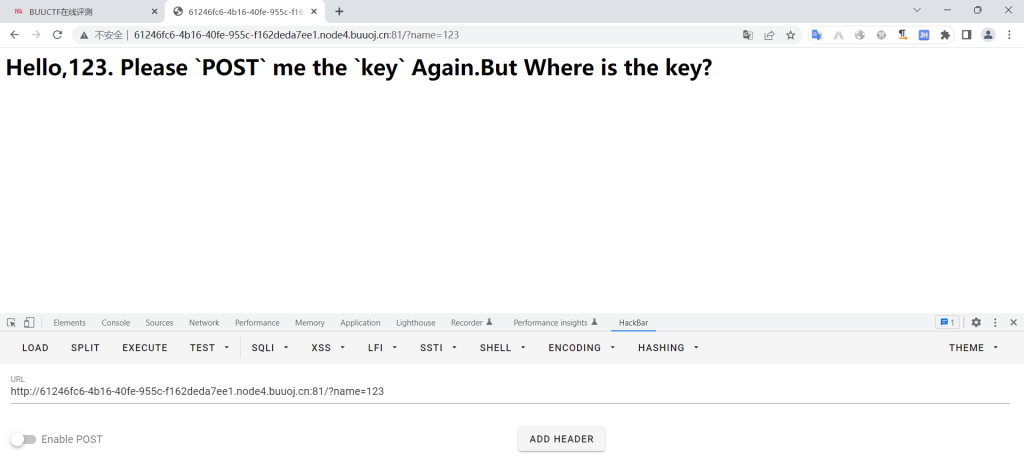 BUUCTF在线评测
61246fc6-4b16-40fe-955c-f16
不安全 | 61246fc6-4b16-40fe-955c-f162deda7ee1.node4.buuoj.cn:81/?name=123
Hello,123. Please `POST` me the `key` Again.But Where is the key?
Elements Console Sources Network Performance Memory Application Lighthouse Recorder Performance insights HackBar 1
LOAD SPLIT EXECUTE TEST SQLI XSS LFI SSTI SHELL ENCODING HASHING THEME
URL
http://61246fc6-4b16-40fe-955c-f162deda7ee1.node4.buuoj.cn:81/?name=123
Enable POST ADD HEADER